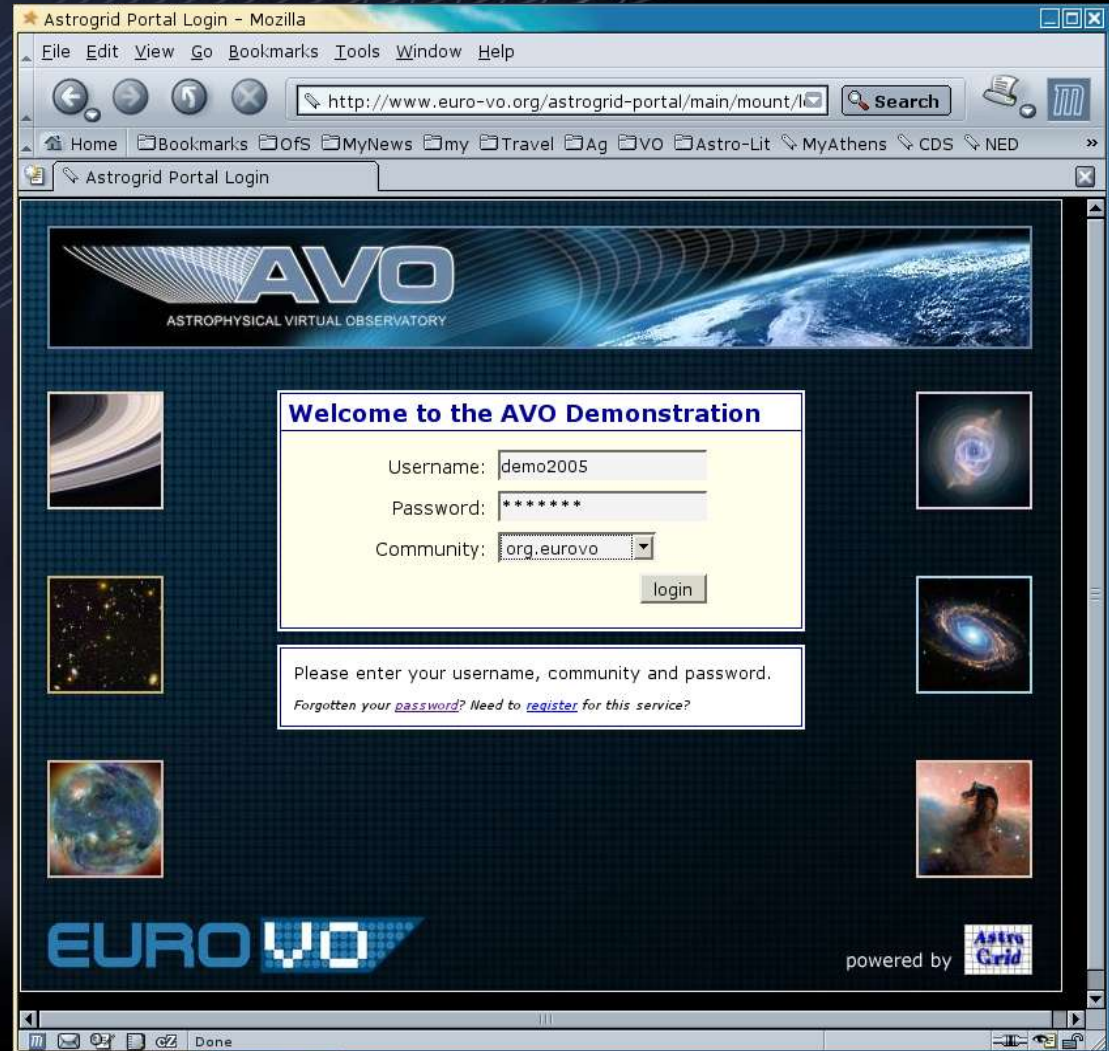 Astrogrid Portal Login - Mozilla
File Edit View Go Bookmarks Tools Window Help
http://www.euro-vo.org/astrogrid-portal/main/mount/l
Search
Home Bookmarks OfS MyNews my Travel Ag VO Astro-Lit MyAthens CDS NED »
Astrogrid Portal Login
AVO
ASTROPHYSICAL VIRTUAL OBSERVATORY
Welcome to the AVO Demonstration
Username: demo2005
Password: *******
Community: org.eurovo
login
Please enter your username, community and password.
Forgotten your password? Need to register for this service?
EURO VO
powered by Astro Grid
Done